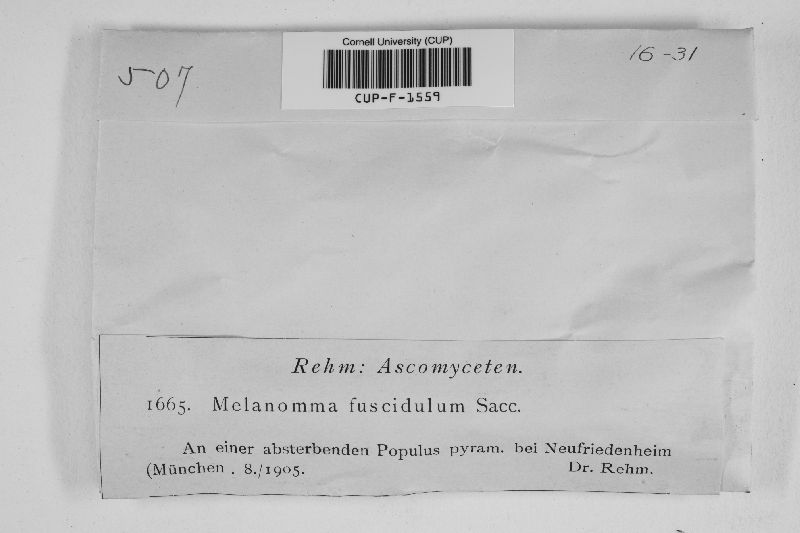 507
Cornell University (CUP)
CUP-F-1559
16-31
Rehm: Ascomyceten.
1665. Melanomma fuscidulum Sacc.
An einer absterbenden Populus pyram. bei Neufriedenheim
(München . 8./1905. Dr. Rehm.